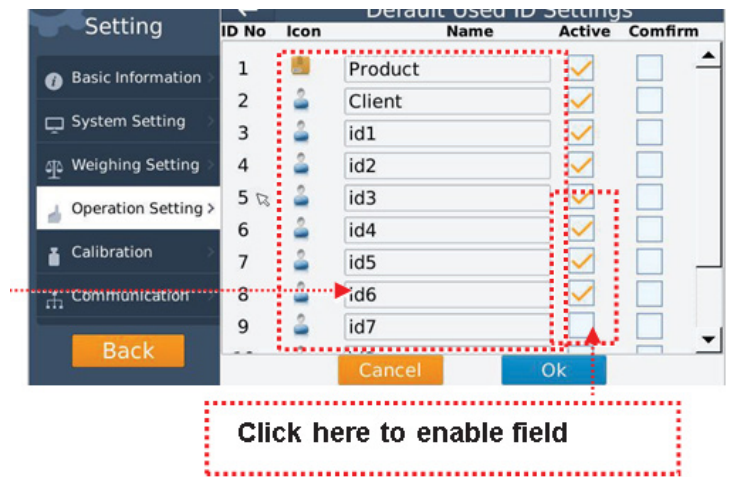 Setting
Basic Information >
System Setting >
Weighing Setting >
Operation Setting >
Calibration >
Communication >
Back
Default Used ID Settings
ID No Icon Name Active Comfirm
1 Product
2 Client
3 id1
4 id2
5 id3
6 id4
7 id5
8 id6
9 id7
Cancel Ok
Click here to enable field